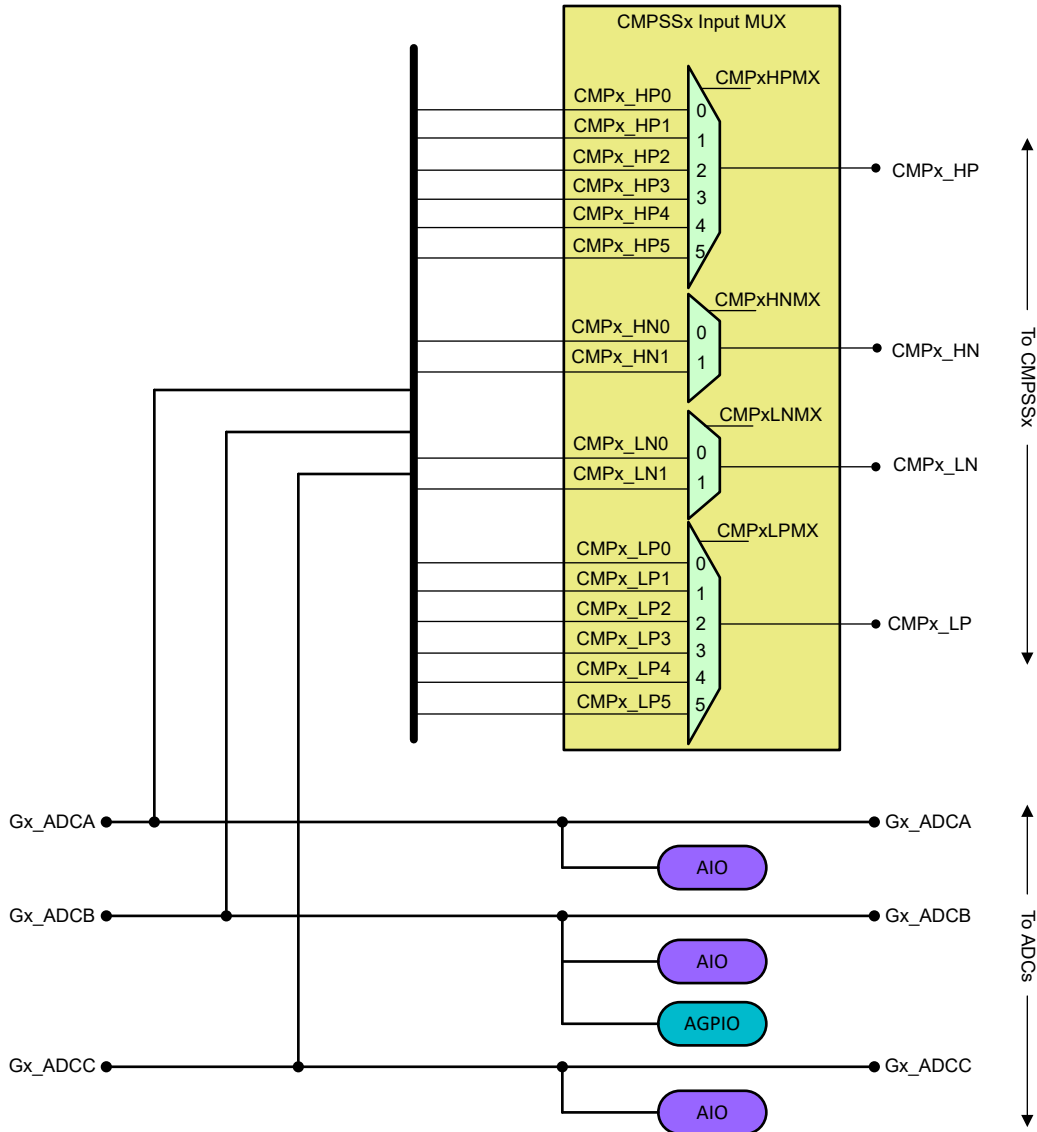 CMPSSx Input MUX
CMPxHPMX
CMPx_HP0
0
CMPx_HP1
1
CMPx_HP2
2
CMPx_HP
CMPx_HP3
3
CMPx_HP4
4
CMPx_HP5
5
CMPxHNMX
CMPx_HN0
0
CMPx_HN
CMPx_HN1
1
To CMPSSx
CMPxLNMX
CMPx_LN0
0
CMPx_LN
CMPx_LN1
1
CMPxLPMX
CMPx_LP0
0
CMPx_LP1
1
CMPx_LP2
2
CMPx_LP
CMPx_LP3
3
CMPx_LP4
4
CMPx_LP5
5
Gx_ADCA
Gx_ADCA
AIO
Gx_ADCB
Gx_ADCB
To ADCs
AIO
AGPIO
Gx_ADCC
Gx_ADCC
AIO